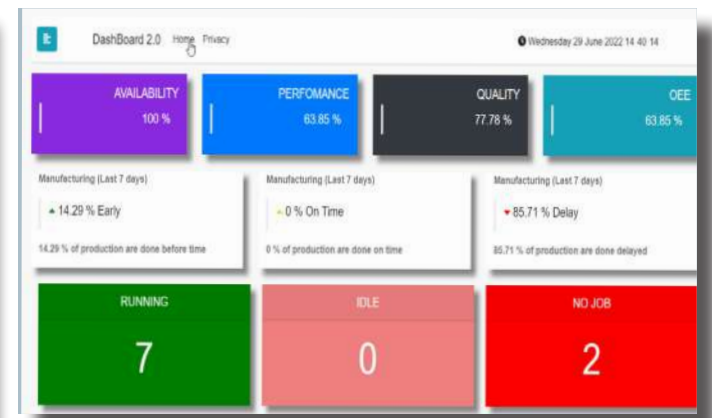 DashBoard 2.0 Home Privacy
Wednesday 29 June 2022 14 40 14
AVAILABILITY
100 %
PERFOMANCE
63.85 %
QUALITY
77.78 %
OEE
63.85 %
Manufacturing (Last 7 days)
14.29 % Early
14.29 % of production are done before time
Manufacturing (Last 7 days)
0 % On Time
0 % of production are done on time
Manufacturing (Last 7 days)
85.71 % Delay
85.71 % of production are done delayed
RUNNING
7
IDLE
0
NO JOB
2